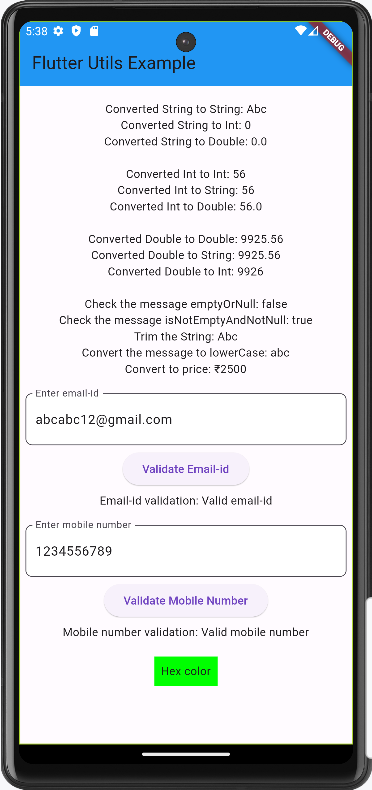 5:38
DEBUG
Flutter Utils Example
Converted String to String: Abc
Converted String to Int: 0
Converted String to Double: 0.0
Converted Int to Int: 56
Converted Int to String: 56
Converted Int to Double: 56.0
Converted Double to Double: 9925.56
Converted Double to String: 9925.56
Converted Double to Int: 9926
Check the message emptyOrNull: false
Check the message isNotEmptyAndNotNull: true
Trim the String: Abc
Convert the message to lowerCase: abc
Convert to price: ₹2500
Enter email-id
abcabc12@gmail.com
Validate Email-id
Email-id validation: Valid email-id
Enter mobile number
1234556789
Validate Mobile Number
Mobile number validation: Valid mobile number
Hex color